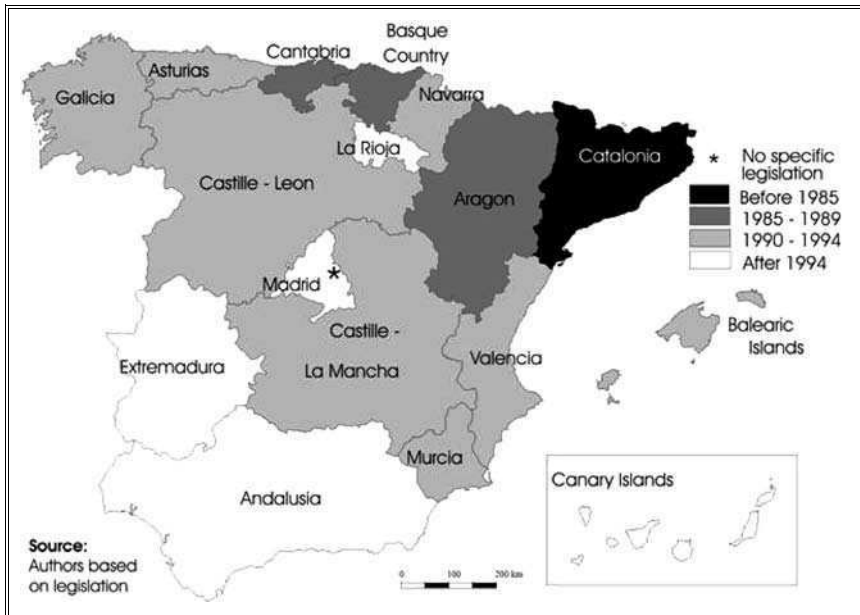 Cantabria
Basque
Country
Asturias
Galicia
Navarra
La Rioja
Catalonia
Castille - Leon
Aragon
* No specific
legislation
Before 1985
1985 - 1989
1990 - 1994
After 1994
Madrid
*
Castille -
La Mancha
Extremadura
Valencia
Balearic
Islands
Murcia
Andalusia
Canary Islands
Source:
Authors based
on legislation
0 100 200 km